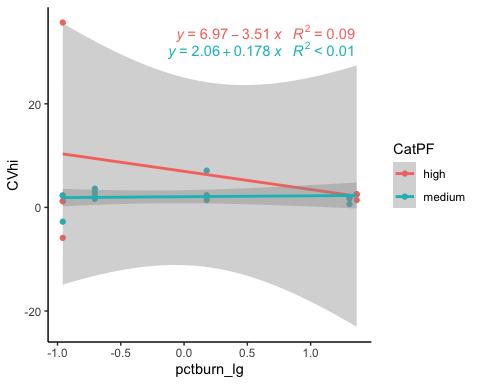 y = 6.97 − 3.51 x R² = 0.09
y = 2.06 + 0.178 x R² < 0.01
20
0
-20
CVhi
-1.0 -0.5 0.0 0.5 1.0
pctburn_lg
CatPF
high
medium